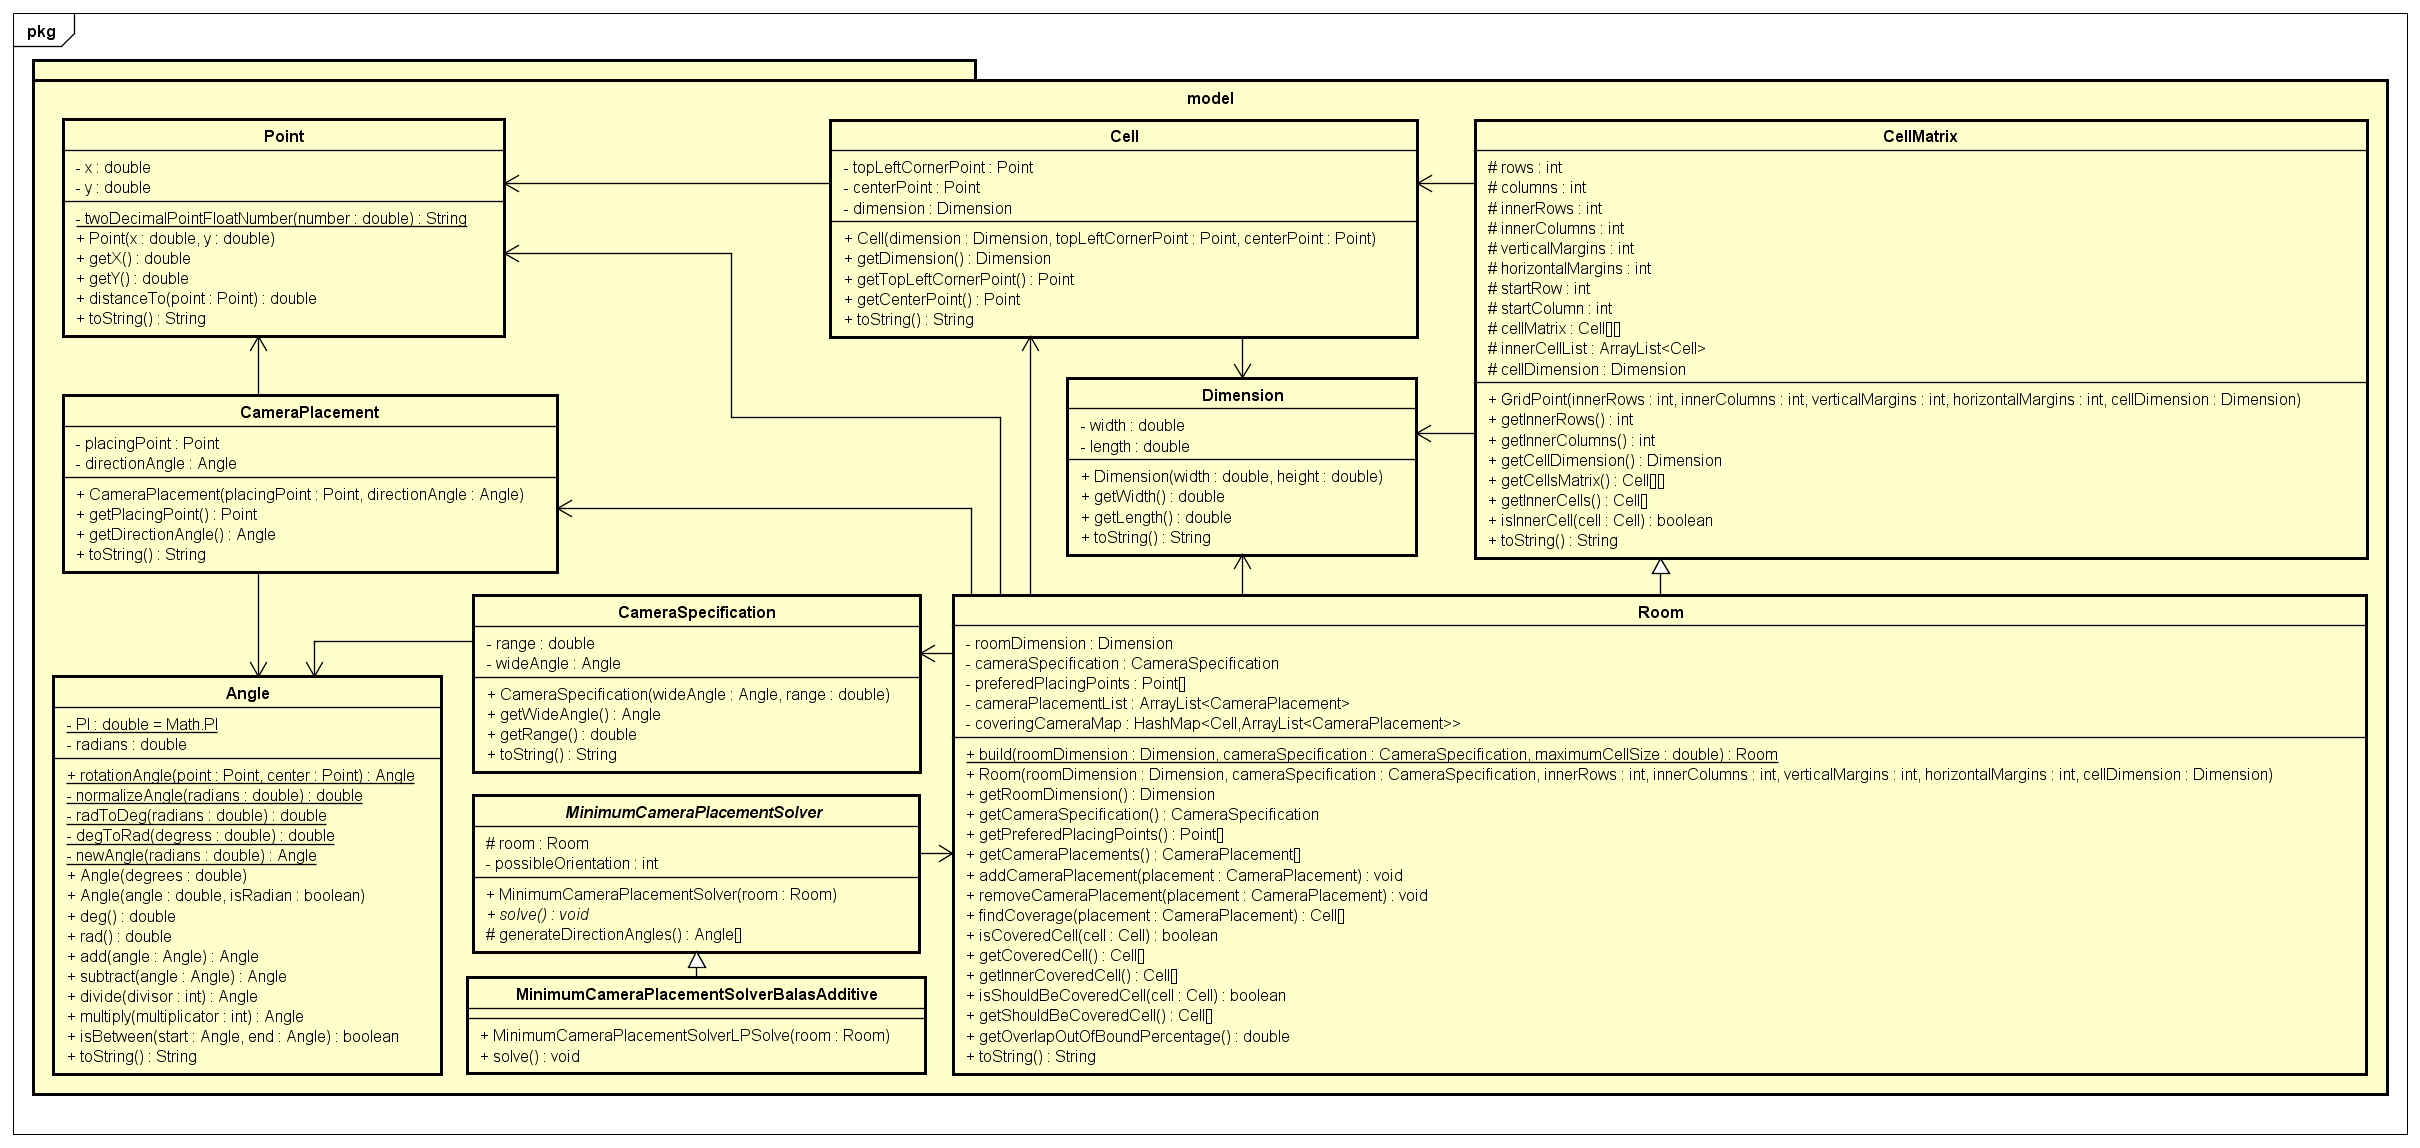 pkg
model
Point
- x : double
- y : double
- twoDecimalPointFloatNumber(number : double) : String
+ Point(x : double, y : double)
+ getX() : double
+ getY() : double
+ distanceTo(point : Point) : double
+ toString() : String
Cell
- topLeftCornerPoint : Point
- centerPoint : Point
- dimension : Dimension
+ Cell(dimension : Dimension, topLeftCornerPoint : Point, centerPoint : Point)
+ getDimension() : Dimension
+ getTopLeftCornerPoint() : Point
+ getCenterPoint() : Point
+ toString() : String
CellMatrix
# rows : int
# columns : int
# innerRows : int
# innerColumns : int
# verticalMargins : int
# horizontalMargins : int
# startRow : int
# startColumn : int
# cellMatrix : Cell[][]
# innerCellList : ArrayList<Cell>
# cellDimension : Dimension
+ GridPoint(innerRows : int, innerColumns : int, verticalMargins : int, horizontalMargins : int, cellDimension : Dimension)
+ getInnerRows() : int
+ getInnerColumns() : int
+ getCellDimension() : Dimension
+ getCellsMatrix() : Cell[][]
+ getInnerCells() : Cell[]
+ isInnerCell(cell : Cell) : boolean
+ toString() : String
CameraPlacement
- placingPoint : Point
- directionAngle : Angle
+ CameraPlacement(placingPoint : Point, directionAngle : Angle)
+ getPlacingPoint() : Point
+ getDirectionAngle() : Angle
+ toString() : String
Dimension
- width : double
- length : double
+ Dimension(width : double, height : double)
+ getWidth() : double
+ getLength() : double
+ toString() : String
CameraSpecification
- range : double
- wideAngle : Angle
+ CameraSpecification(wideAngle : Angle, range : double)
+ getWideAngle() : Angle
+ getRange() : double
+ toString() : String
Room
- roomDimension : Dimension
- cameraSpecification : CameraSpecification
- preferedPlacingPoints : Point[]
- cameraPlacementList : ArrayList<CameraPlacement>
- coveringCameraMap : HashMap<Cell,ArrayList<CameraPlacement>>
+ build(roomDimension : Dimension, cameraSpecification : CameraSpecification, maximumCellSize : double) : Room
+ Room(roomDimension : Dimension, cameraSpecification : CameraSpecification, innerRows : int, innerColumns : int, verticalMargins : int, horizontalMargins : int, cellDimension : Dimension)
+ getRoomDimension() : Dimension
+ getCameraSpecification() : CameraSpecification
+ getPreferedPlacingPoints() : Point[]
+ getCameraPlacements() : CameraPlacement[]
+ addCameraPlacement(placement : CameraPlacement) : void
+ removeCameraPlacement(placement : CameraPlacement) : void
+ findCoverage(placement : CameraPlacement) : Cell[]
+ isCoveredCell(cell : Cell) : boolean
+ getCoveredCell() : Cell[]
+ getInnerCoveredCell() : Cell[]
+ isShouldBeCoveredCell(cell : Cell) : boolean
+ getShouldBeCoveredCell() : Cell[]
+ getOverlapOutOfBoundPercentage() : double
+ toString() : String
Angle
- PI : double = Math.PI
- radians : double
+ rotationAngle(point : Point, center : Point) : Angle
- normalizeAngle(radians : double) : double
- radToDeg(radians : double) : double
- degToRad(degress : double) : double
- newAngle(radians : double) : Angle
+ Angle(degrees : double)
+ Angle(angle : double, isRadian : boolean)
+ deg() : double
+ rad() : double
+ add(angle : Angle) : Angle
+ subtract(angle : Angle) : Angle
+ divide(divisor : int) : Angle
+ multiply(multiplicator : int) : Angle
+ isBetween(start : Angle, end : Angle) : boolean
+ toString() : String
MinimumCameraPlacementSolver
# room : Room
- possibleOrientation : int
+ MinimumCameraPlacementSolver(room : Room)
+ solve() : void
# generateDirectionAngles() : Angle[]
MinimumCameraPlacementSolverBalasAdditive
+ MinimumCameraPlacementSolverLPSolve(room : Room)
+ solve() : void